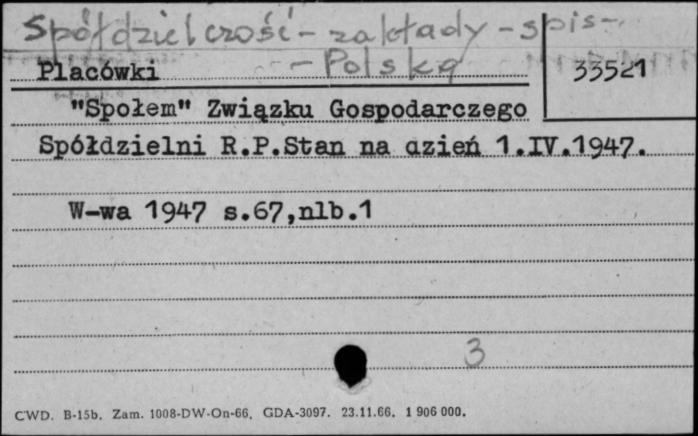 Spółdzielczość - zakłady - spis -
- Polska
Placówki
33521
"Społem" Związku Gospodarczego
Spółdzielni R.P.Stan na dzień 1.IV.1947.
W-wa 1947 s.67,nlb.1
3
CWD. B-15b. Zam. 1008-DW-On-66. GDA-3097. 23.11.66. 1 906 000.